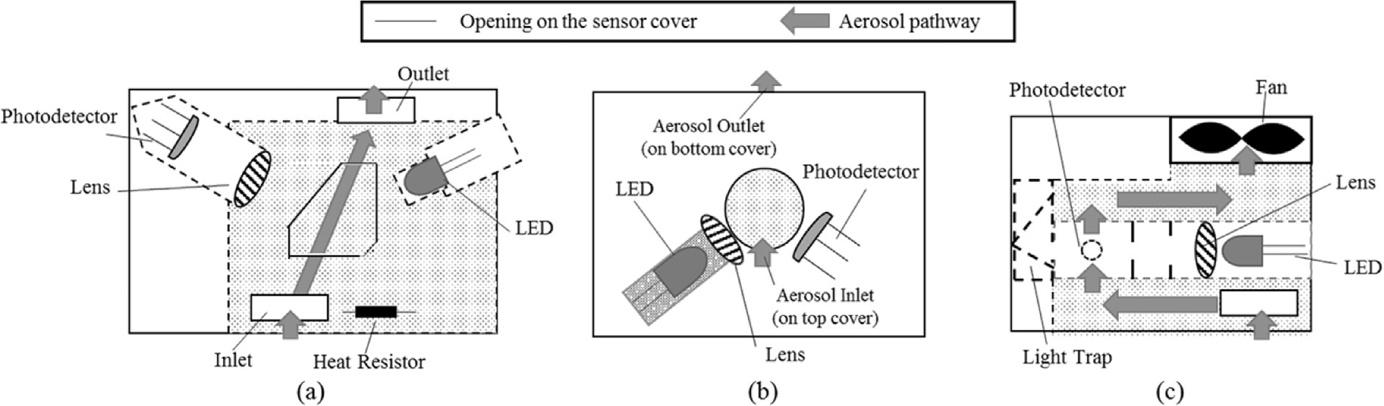 Opening on the sensor cover
Aerosol pathway
Outlet
Photodetector
Lens
LED
Inlet
Heat Resistor
(a)
Aerosol Outlet
(on bottom cover)
LED
Photodetector
Aerosol Inlet
(on top cover)
Lens
(b)
Photodetector
Fan
Lens
LED
Light Trap
(c)